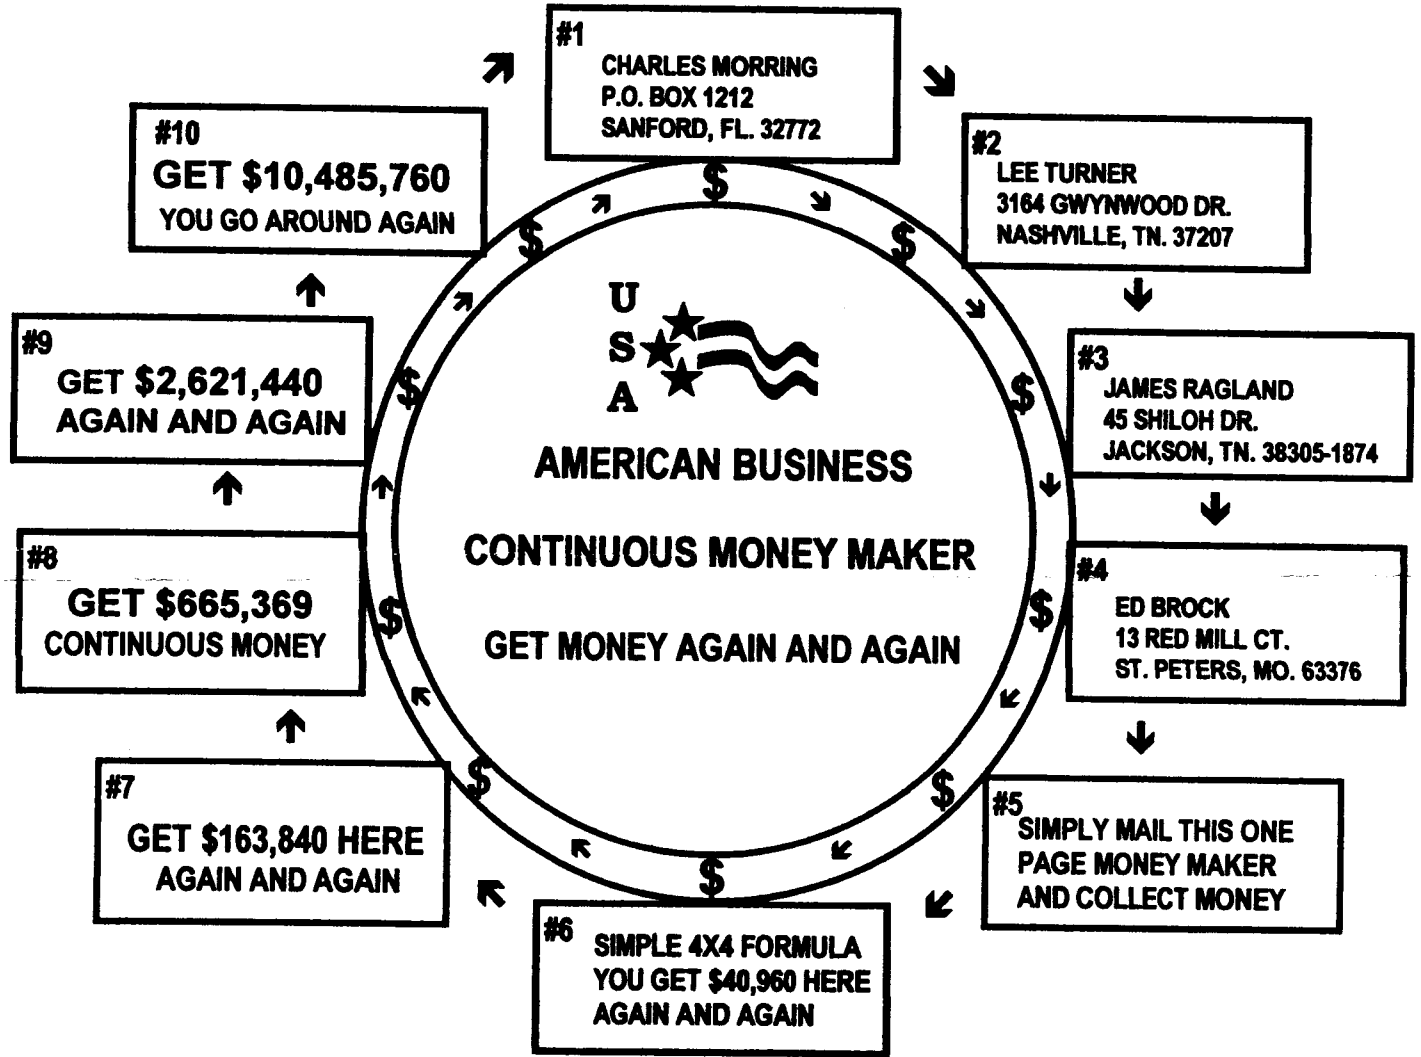 #1
CHARLES MORRING
P.O. BOX 1212
SANFORD, FL. 32772
#2
LEE TURNER
3164 GWYNWOOD DR.
NASHVILLE, TN. 37207
#3
JAMES RAGLAND
45 SHILOH DR.
JACKSON, TN. 38305-1874
#4
ED BROCK
13 RED MILL CT.
ST. PETERS, MO. 63376
#5
SIMPLY MAIL THIS ONE
PAGE MONEY MAKER
AND COLLECT MONEY
#6
SIMPLE 4X4 FORMULA
YOU GET $40,960 HERE
AGAIN AND AGAIN
#7
GET $163,840 HERE
AGAIN AND AGAIN
#8
GET $665,369
CONTINUOUS MONEY
#9
GET $2,621,440
AGAIN AND AGAIN
#10
GET $10,485,760
YOU GO AROUND AGAIN
$
$
$
$
$
$
$
$
$
$
U
S
A
AMERICAN BUSINESS
CONTINUOUS MONEY MAKER
GET MONEY AGAIN AND AGAIN